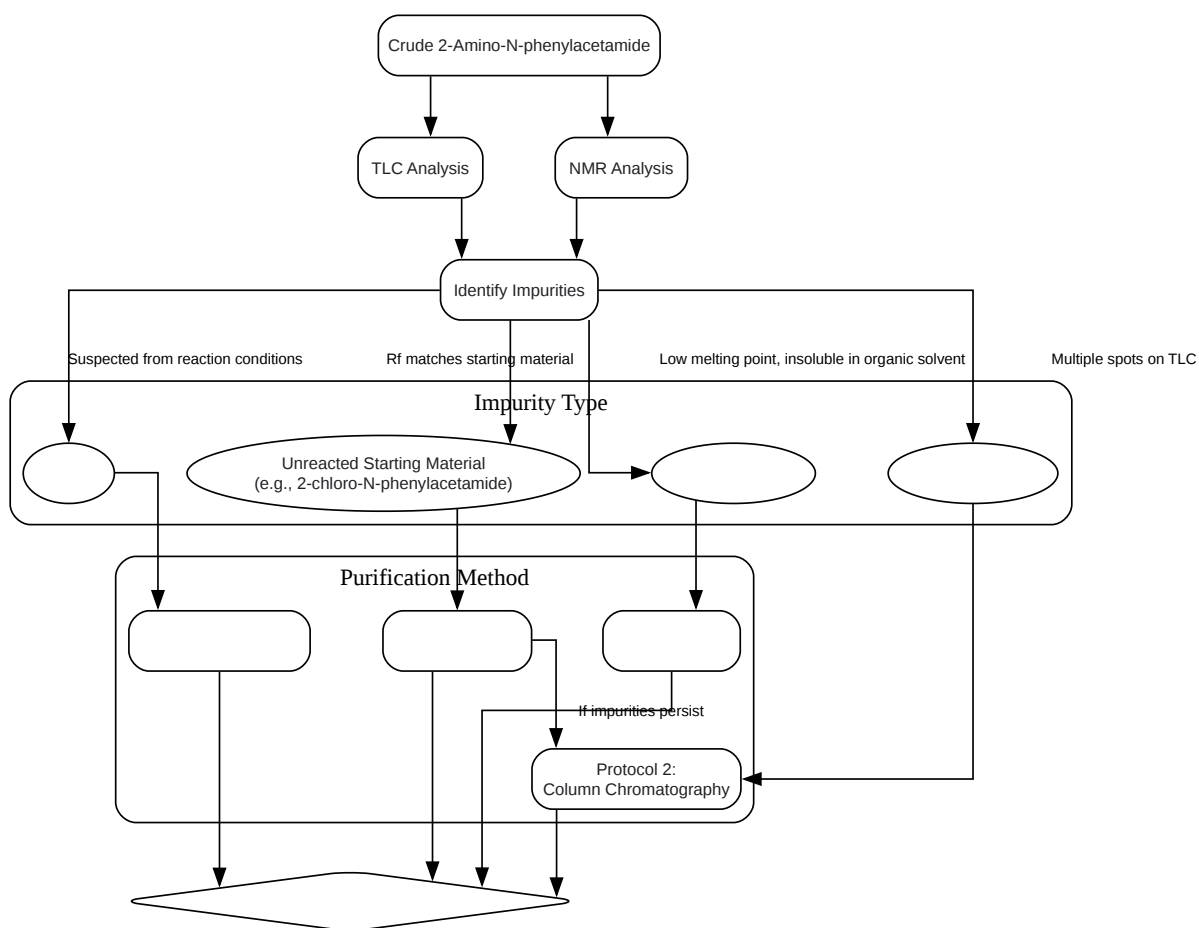 Crude 2-Amino-N-phenylacetamide
TLC Analysis
NMR Analysis
Identify Impurities
Suspected from reaction conditions
Rf matches starting material
Low melting point, insoluble in organic solvent
Multiple spots on TLC
Impurity Type
Unreacted Starting Material
(e.g., 2-chloro-N-phenylacetamide)
Purification Method
If impurities persist
Protocol 2:
Column Chromatography